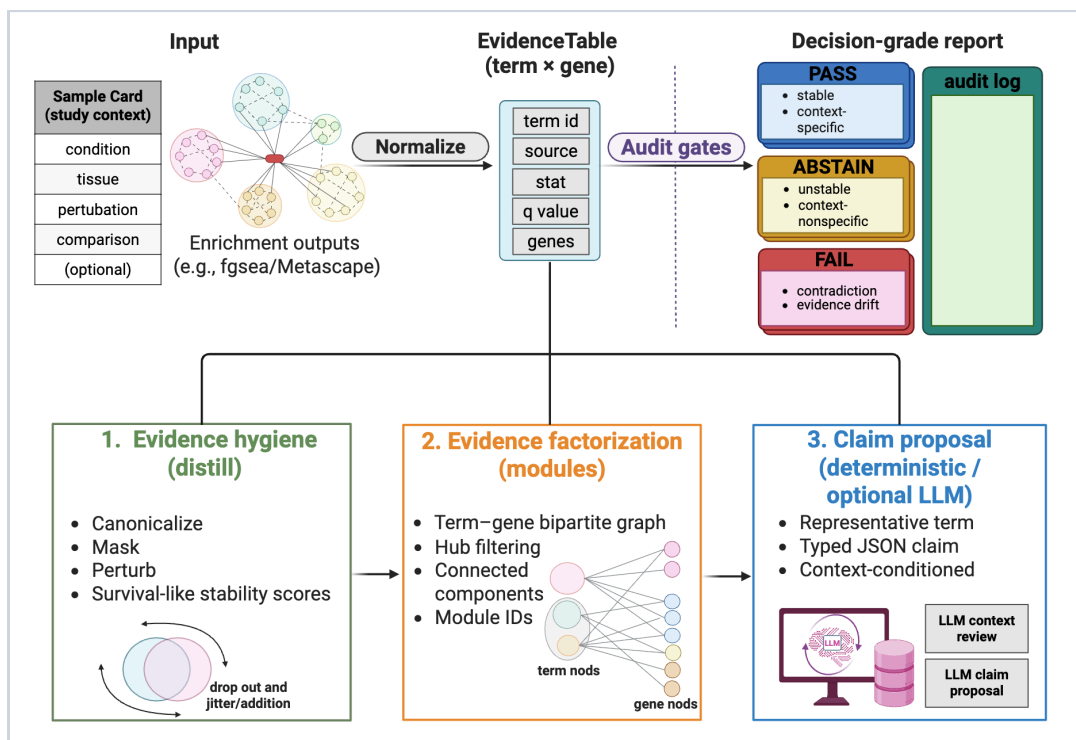 Input
Sample Card
(study context)
condition
tissue
pertubation
comparison
(optional)
Enrichment outputs
(e.g., fgsea/Metascape)
Normalize
EvidenceTable
(term × gene)
term id
source
stat
q value
genes
Audit gates
Decision-grade report
PASS
• stable
• context-
specific
ABSTAIN
• unstable
• context-
nonspecific
FAIL
• contradiction
• evidence drift
audit log
1. Evidence hygiene
(distill)
• Canonicalize
• Mask
• Perturb
• Survival-like stability scores
drop out and
jitter/addition
2. Evidence factorization
(modules)
• Term–gene bipartite graph
• Hub filtering
• Connected
components
• Module IDs
term nods
gene nods
3. Claim proposal
(deterministic /
optional LLM)
• Representative term
• Typed JSON claim
• Context-conditioned
LLM
LLM context
review
LLM claim
proposal